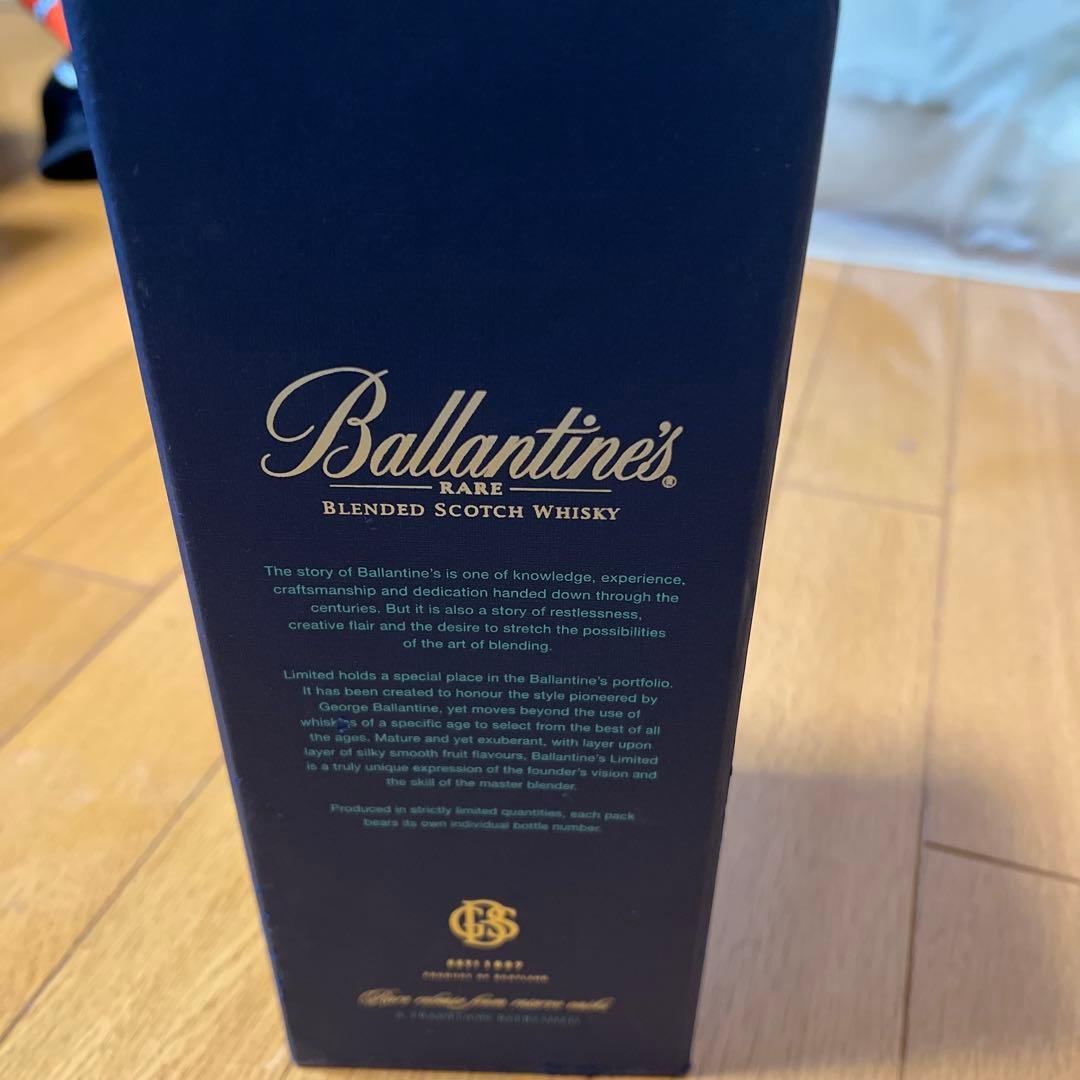 Ballantine's®
RARE
BLENDED SCOTCH WHISKY
The story of Ballantine's is one of knowledge, experience,
craftsmanship and dedication handed down through the
centuries. But it is also a story of restlessness,
creative flair and the desire to stretch the possibilities
of the art of blending.
Limited holds a special place in the Ballantine's portfolio.
It has been created to honour the style pioneered by
George Ballantine, yet moves beyond the use of
whiskies of a specific age to select from the best of all
the ages. Mature and yet exuberant, with layer upon
layer of silky smooth fruit flavours, Ballantine's Limited
is a truly unique expression of the founder's vision and
the skill of the master blender.
Produced in strictly limited quantities, each pack
bears its own individual bottle number.
GBS
PRODUCT OF SCOTLAND